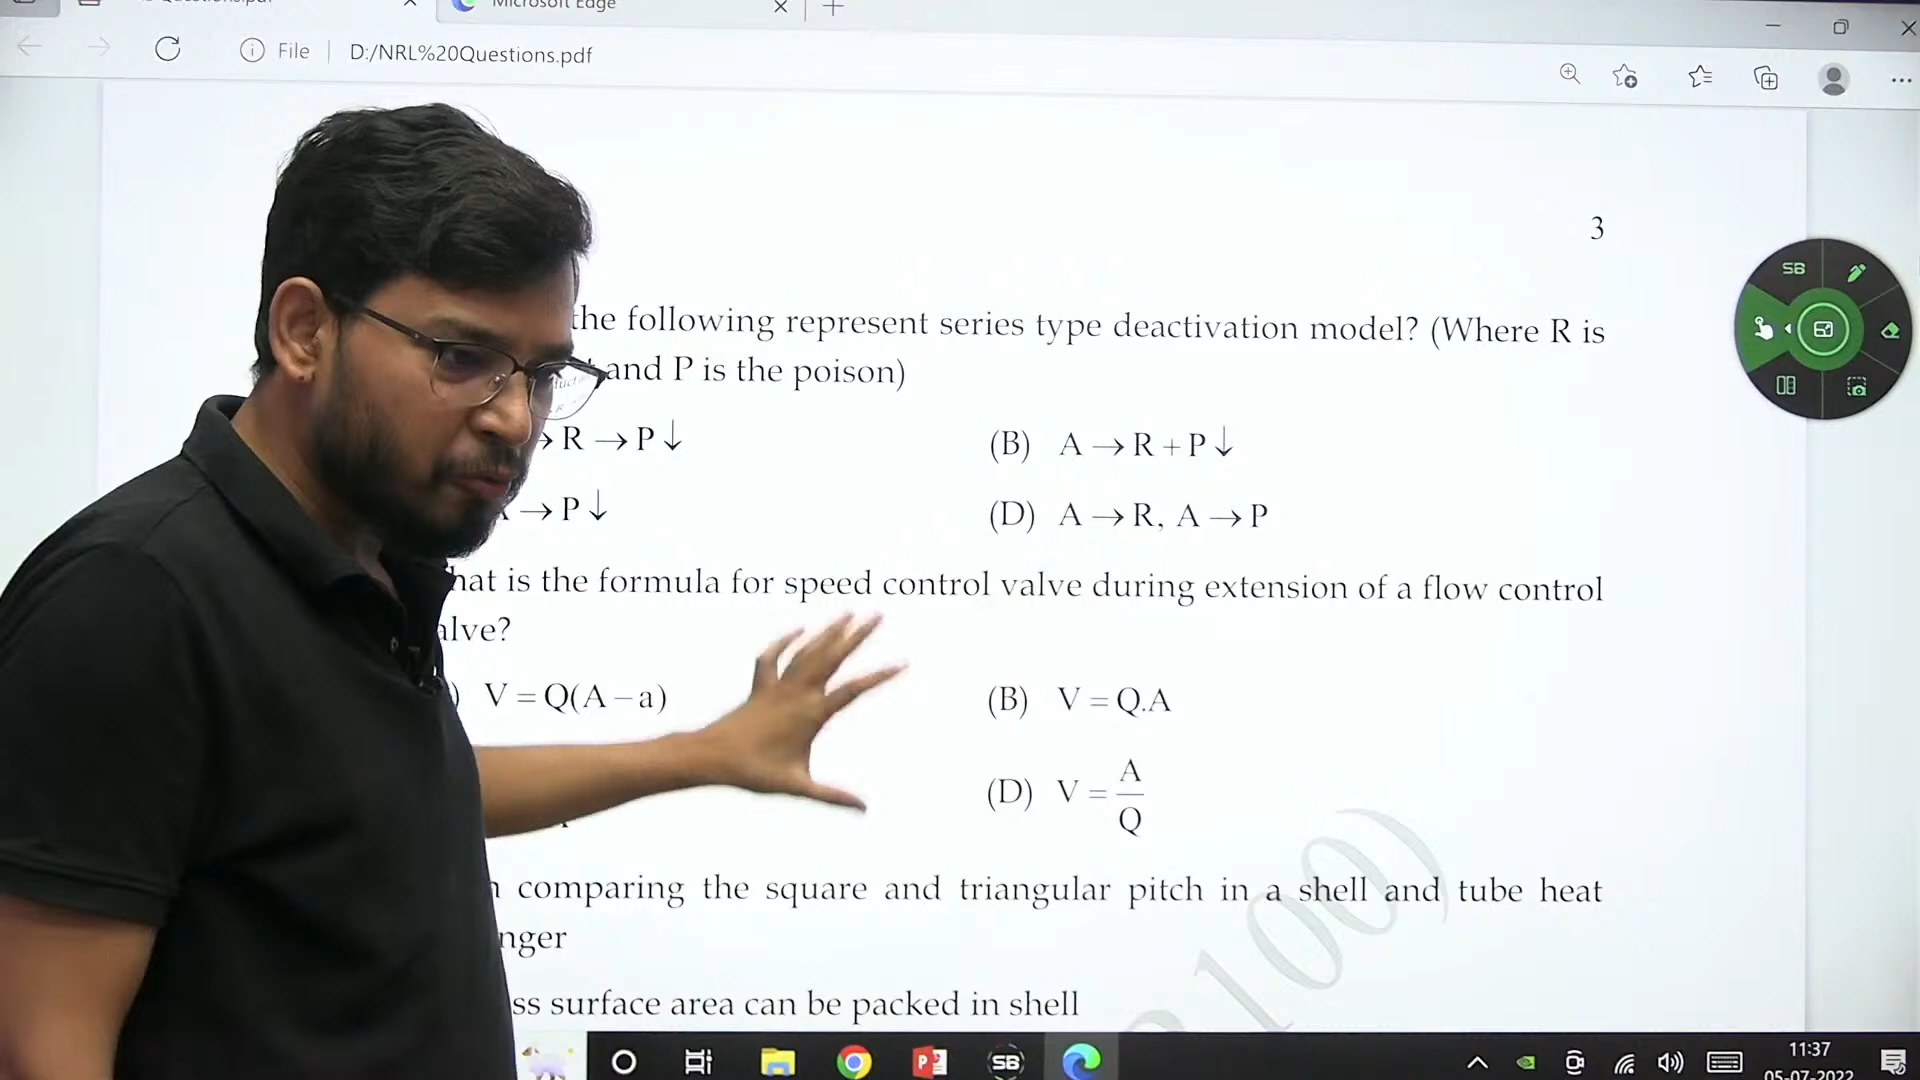 Microsoft Edge
File D:/NRL%20Questions.pdf
3
SB
the following represent series type deactivation model? (Where R is
and P is the poison)
→ R → P↓
(B) A → R + P↓
→ P↓
(D) A → R, A → P
hat is the formula for speed control valve during extension of a flow control
alve?
) V = Q(A – a)
(B) V = Q.A
(D) V = A/Q
comparing the square and triangular pitch in a shell and tube heat
nger
ss surface area can be packed in shell
100)
SB
11:37
05-07-2022